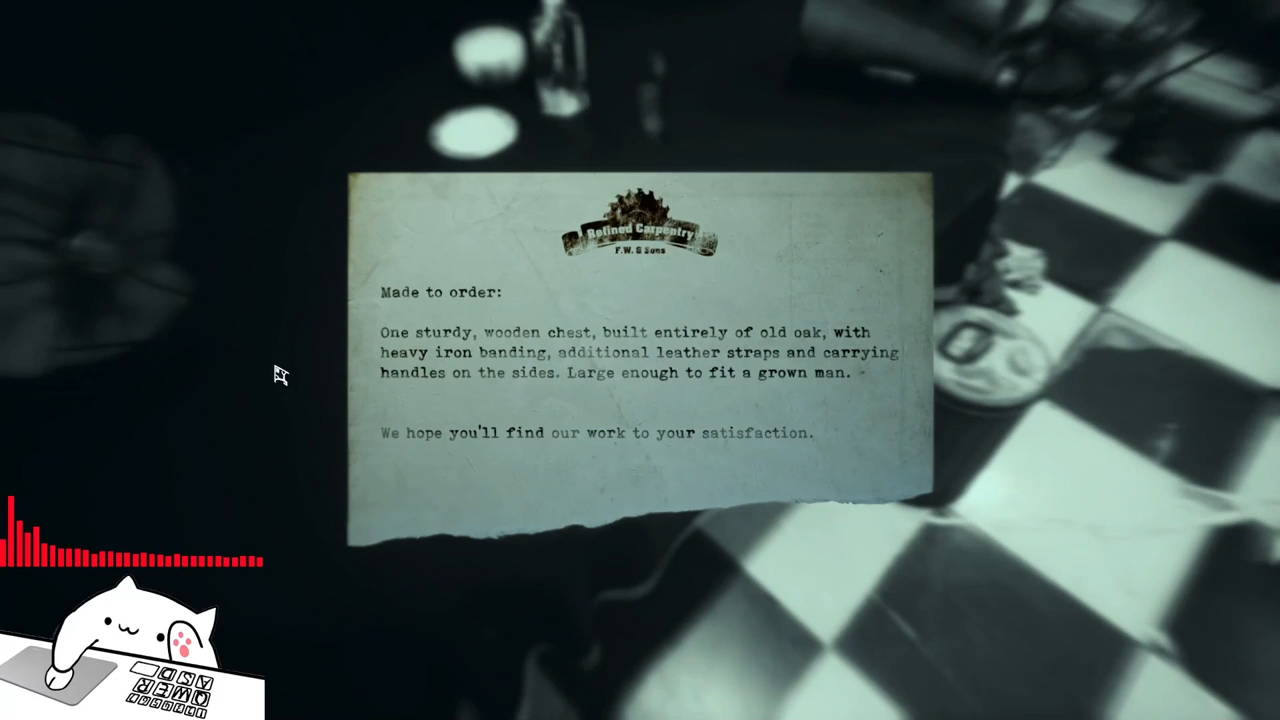 Refined Carpentry
F.W. & Sons
Made to order:
One sturdy, wooden chest, built entirely of old oak, with
heavy iron banding, additional leather straps and carrying
handles on the sides. Large enough to fit a grown man.
We hope you'll find our work to your satisfaction.